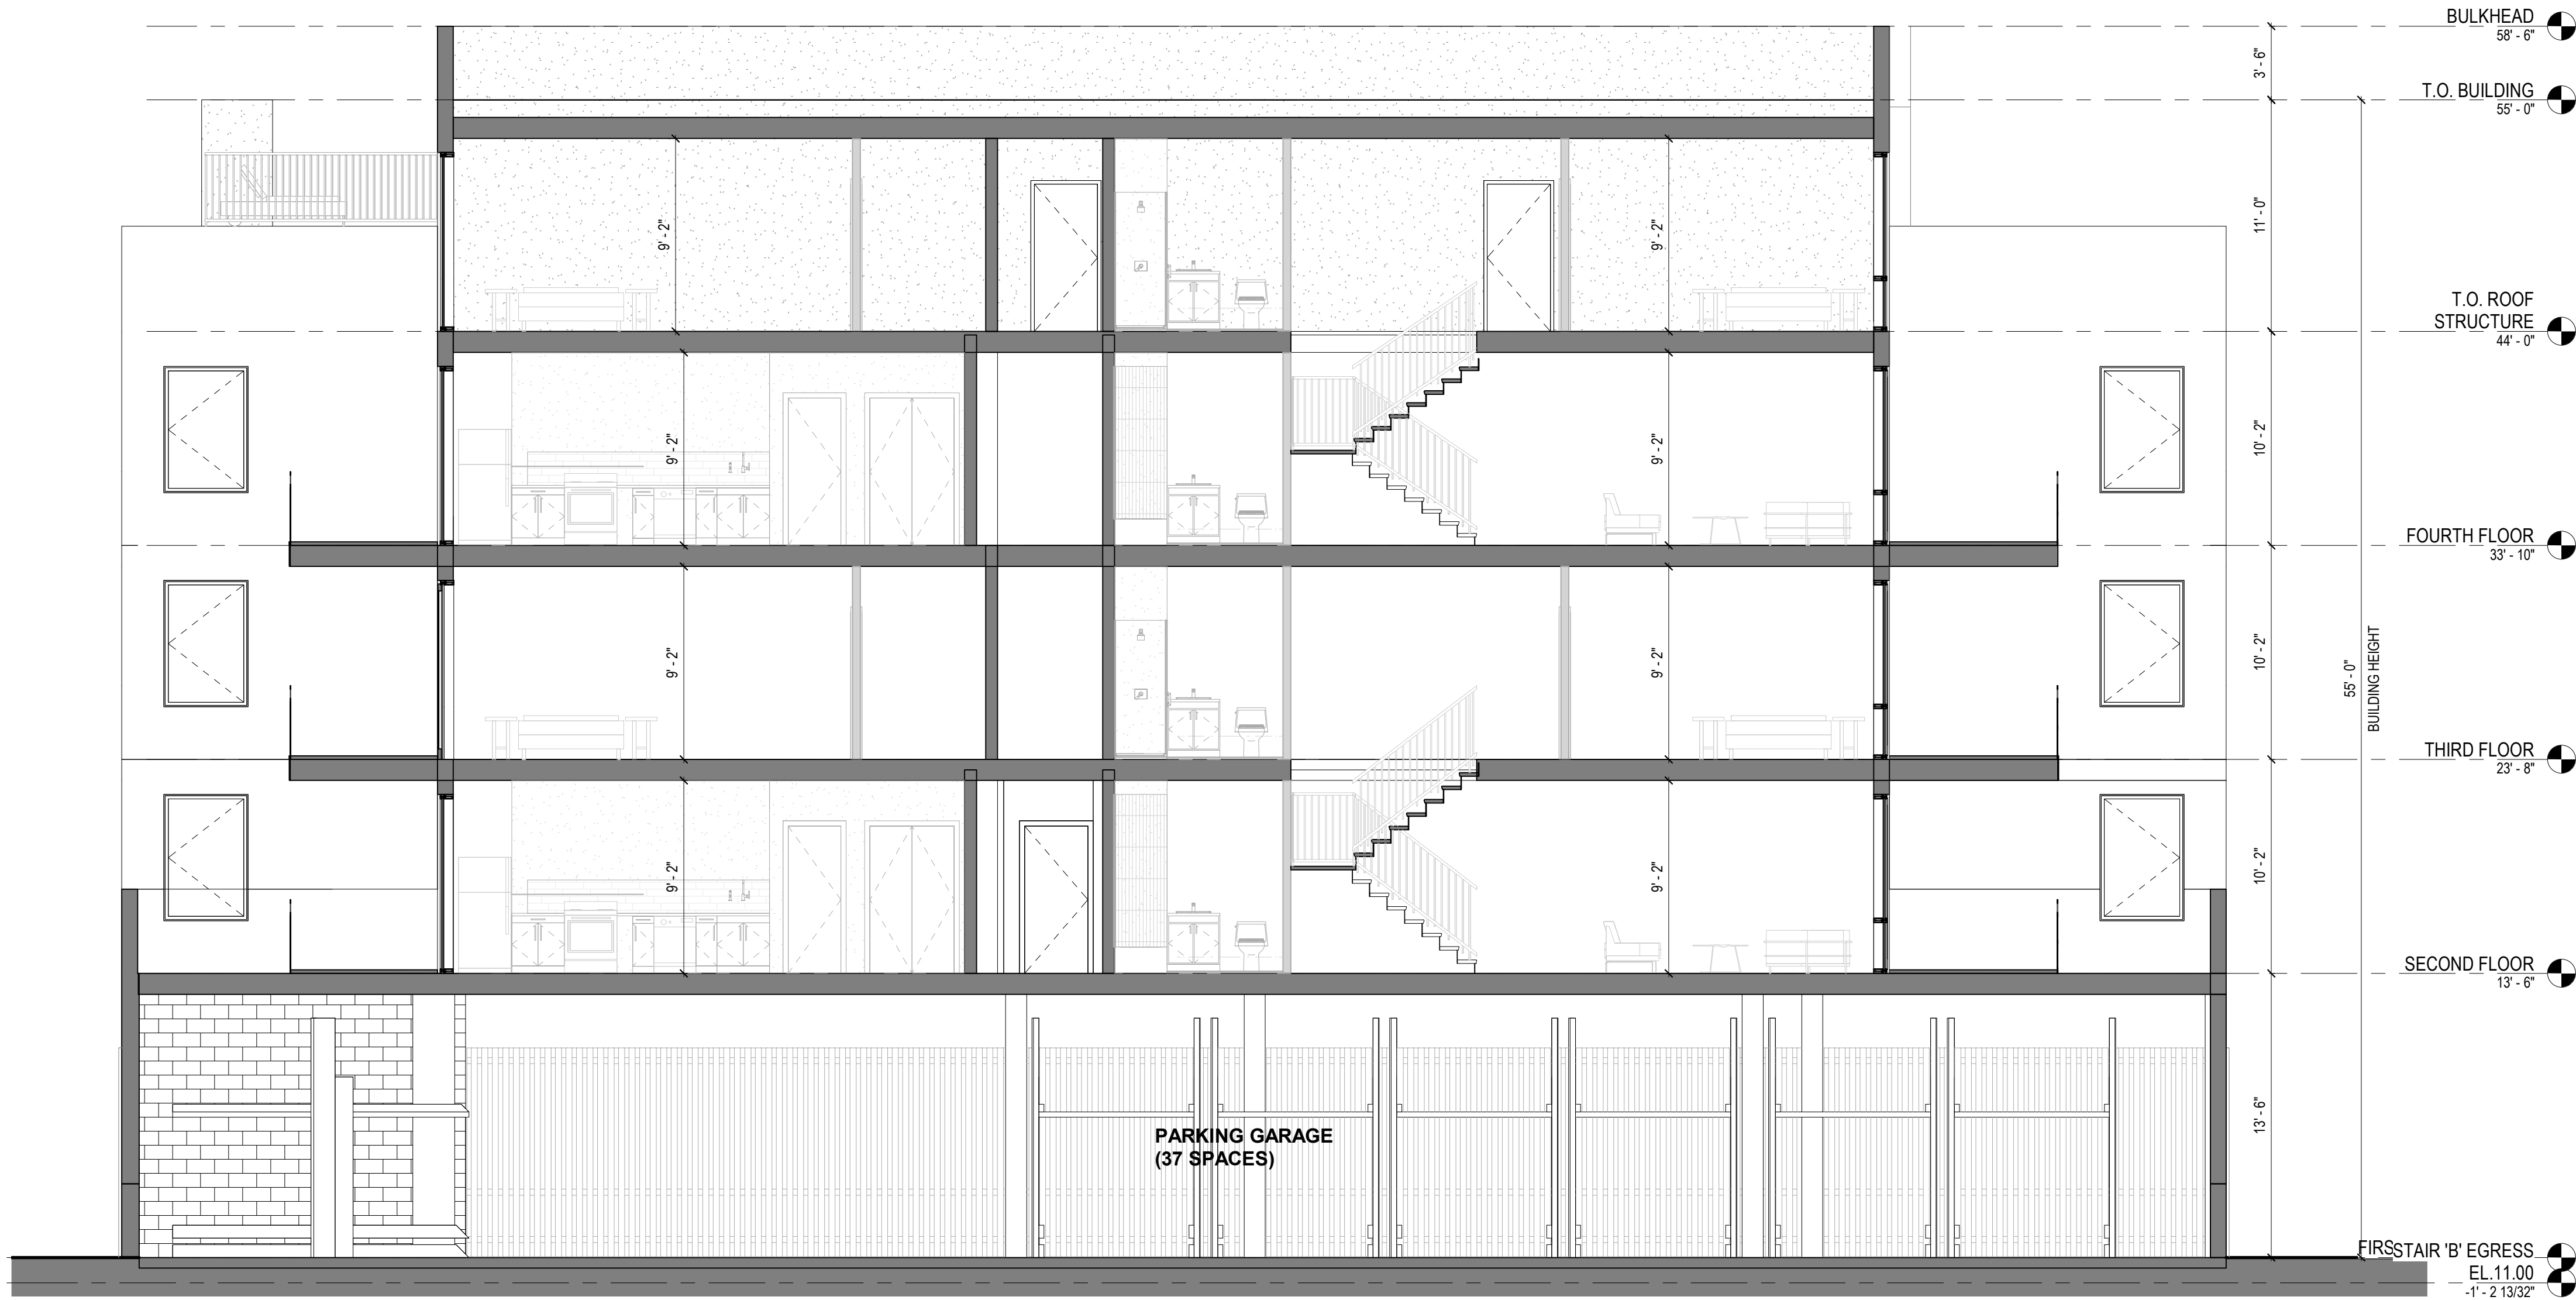 BULKHEAD
58' - 6"
3' - 6"
T.O. BUILDING
55' - 0"
9' - 2"
9' - 2"
11' - 0"
T.O. ROOF
STRUCTURE
44' - 0"
9' - 2"
9' - 2"
10' - 2"
FOURTH FLOOR
33' - 10"
9' - 2"
9' - 2"
10' - 2"
55' - 0"
BUILDING HEIGHT
THIRD FLOOR
23' - 8"
9' - 2"
9' - 2"
10' - 2"
SECOND FLOOR
13' - 6"
PARKING GARAGE
(37 SPACES)
13' - 6"
FIRS
STAIR 'B' EGRESS
EL.11.00
-1' - 2 13/32"